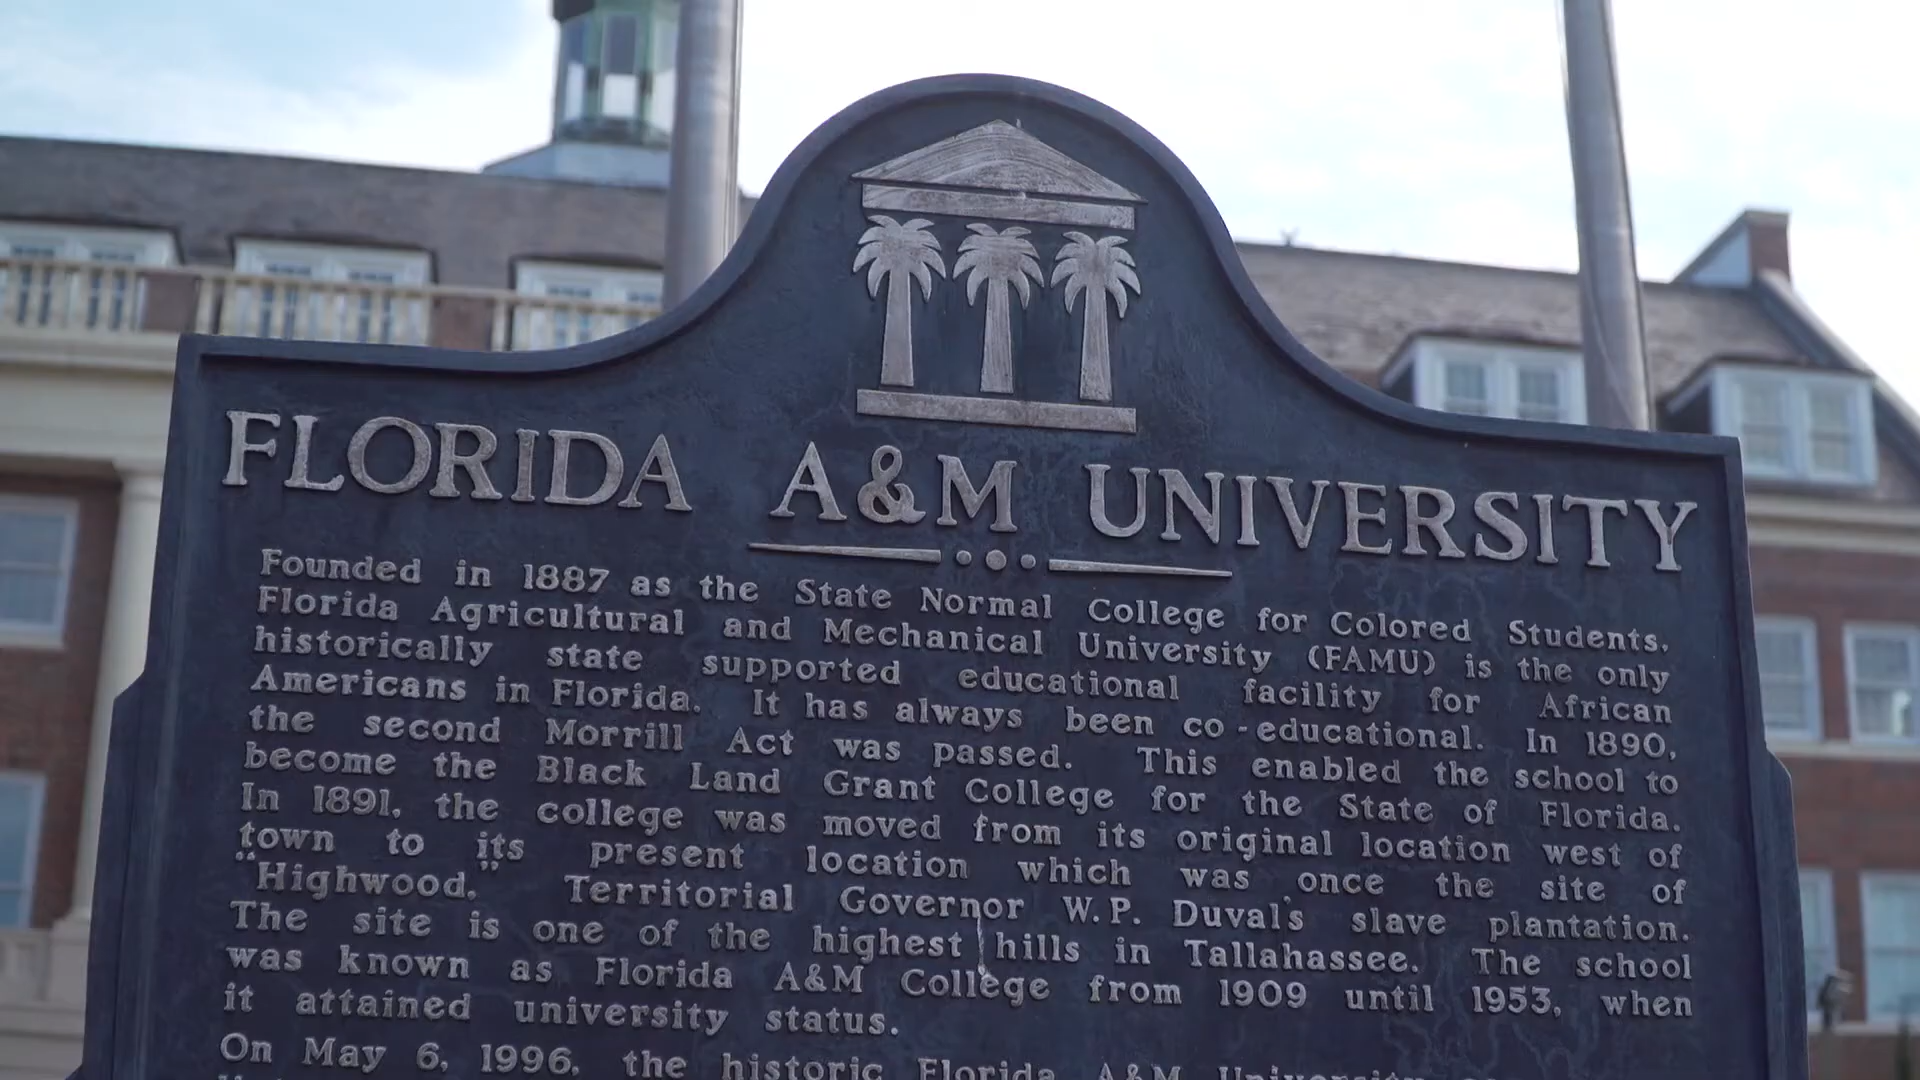 FLORIDA A&M UNIVERSITY
Founded in 1887 as the State Normal College for Colored Students,
Florida Agricultural and Mechanical University (FAMU) is the only
historically state supported educational facility for African
Americans in Florida. It has always been co-educational. In 1890,
the second Morrill Act was passed. This enabled the school to
become the Black Land Grant College for the State of Florida.
In 1891, the college was moved from its original location west of
town to its present location which was once the site of
“Highwood,” Territorial Governor W.P. Duval's slave plantation.
The site is one of the highest hills in Tallahassee. The school
was known as Florida A&M College from 1909 until 1953, when
it attained university status.
On May 6, 1996, the historic Florida A&M University